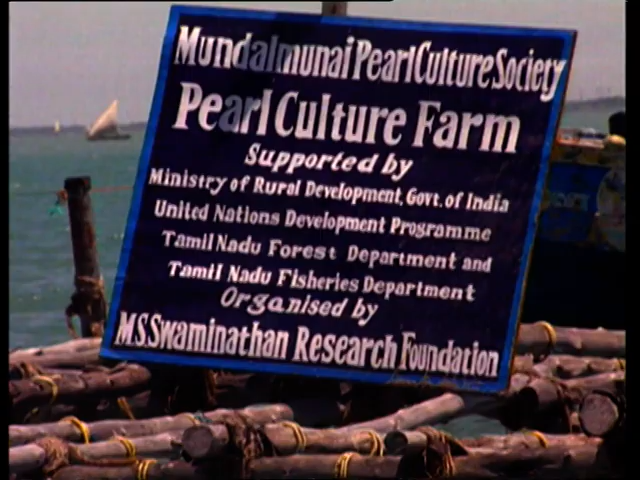 Mundalmunai Pearl Culture Society
Pearl Culture Farm
Supported by
Ministry of Rural Development, Govt. of India
United Nations Development Programme
Tamil Nadu Forest Department and
Tamil Nadu Fisheries Department
Organised by
M S Swaminathan Research Foundation